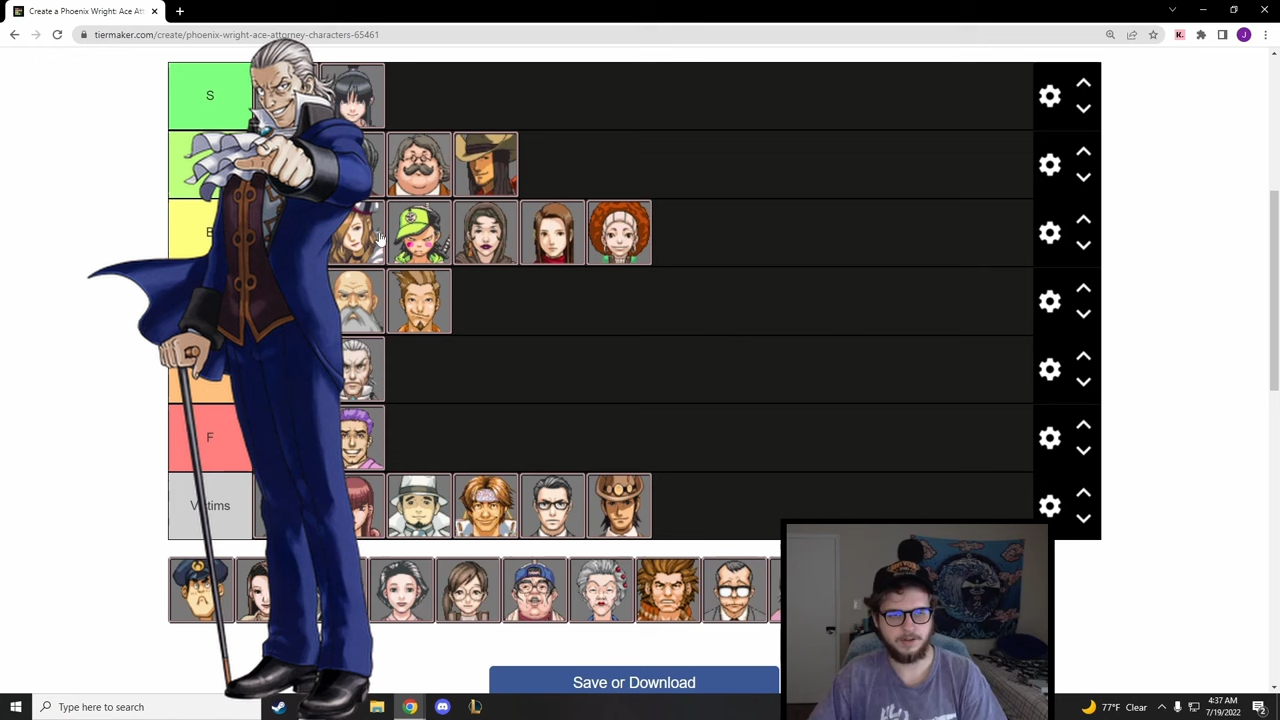 Create a Phoenix Wright: Ace Att
tiermaker.com/create/phoenix-wright-ace-attorney-characters-65461
K.
J
S
B
F
Victims
Save or Download
Type here to search
77°F Clear
4:37 AM
7/19/2022
2